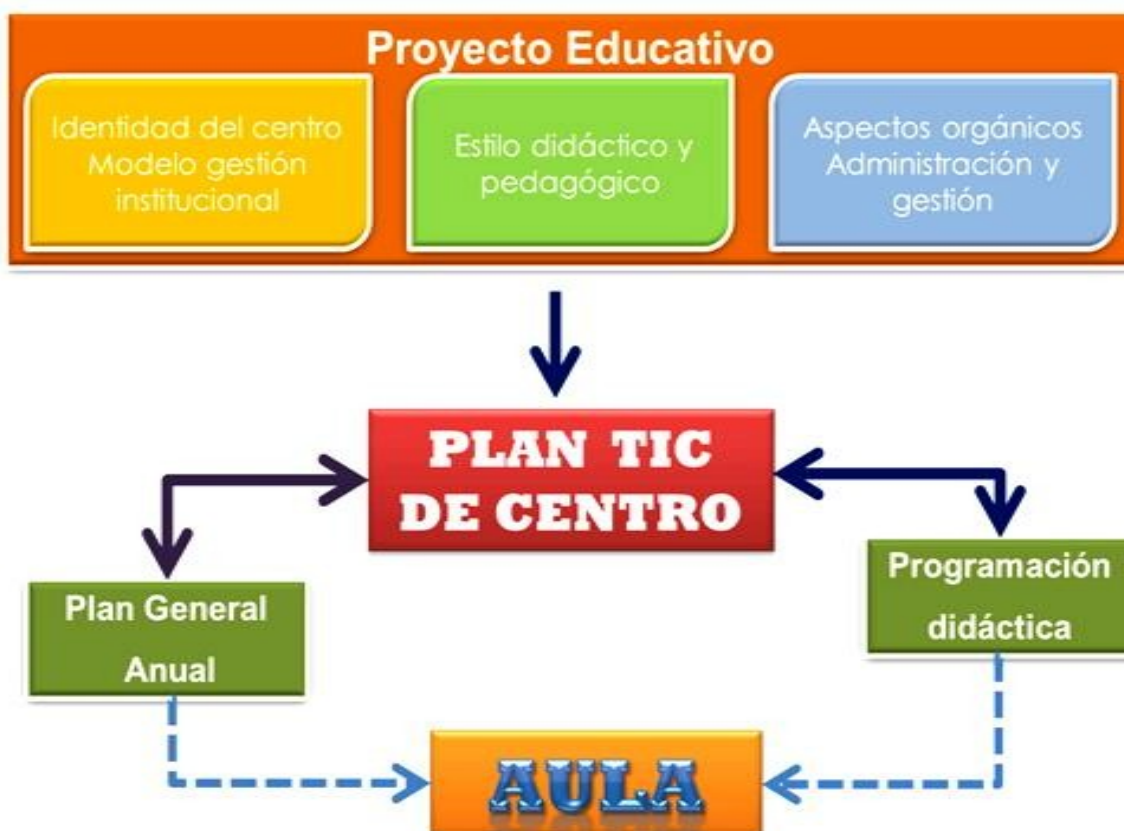 Proyecto Educativo
Identidad del centro
Modelo gestión
institucional
Estilo didáctico y
pedagógico
Aspectos orgánicos
Administración y
gestión
PLAN TIC
DE CENTRO
Plan General
Anual
Programación
didáctica
AULA